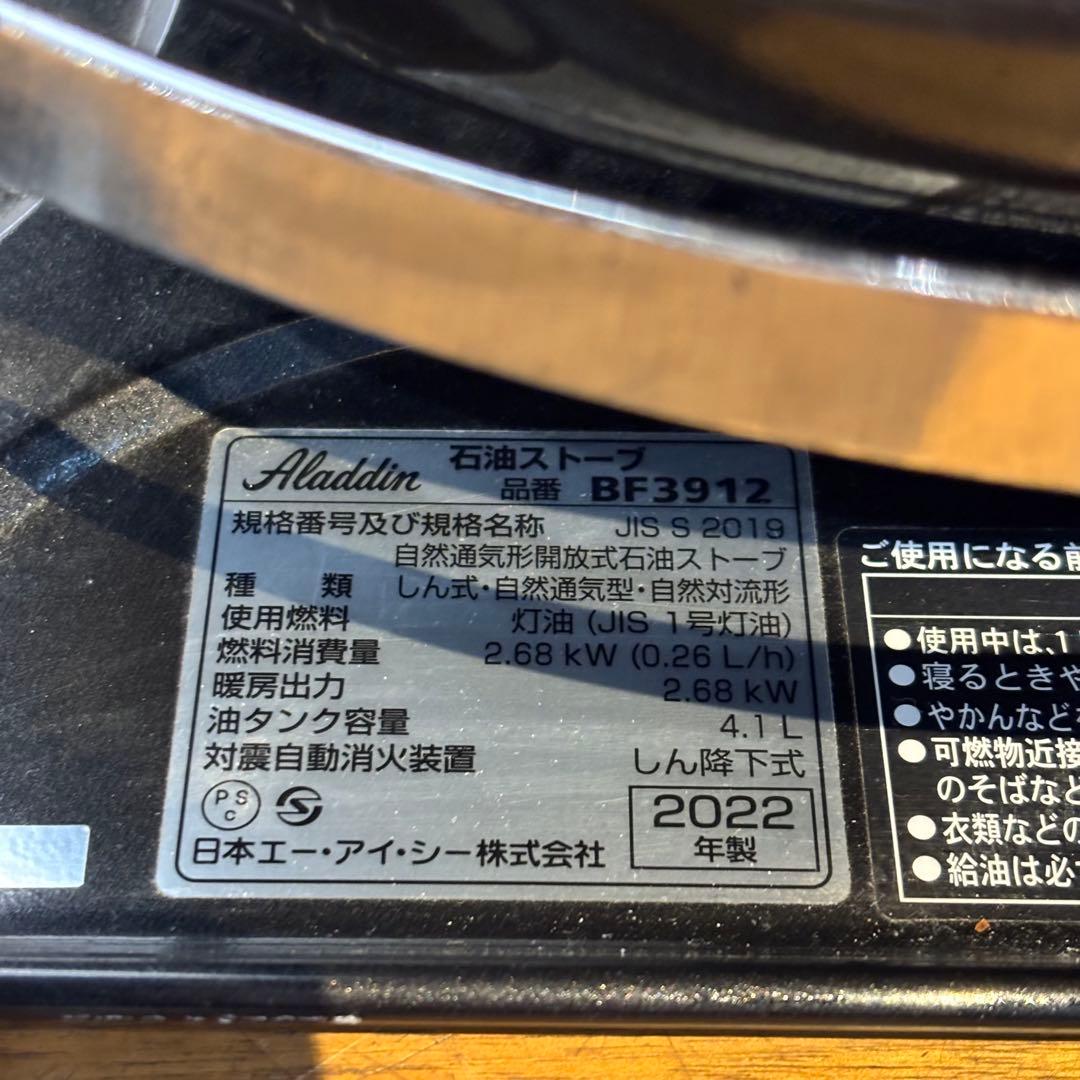 Aladdin 石油ストーブ
品番 BF3912
規格番号及び規格名称 JIS S 2019
自然通気形開放式石油ストーブ
種 類 しん式・自然通気型・自然対流形
使用燃料 灯油 (JIS 1号灯油)
燃料消費量 2.68 kW (0.26 L/h)
暖房出力 2.68 kW
油タンク容量 4.1 L
対震自動消火装置 しん降下式
PSC
2022
年製
日本エー・アイ・シー株式会社
ご使用になる前
●使用中は、1
●寝るときや
●やかんなど
●可燃物近接
のそばなど
●衣類などの
●給油は必